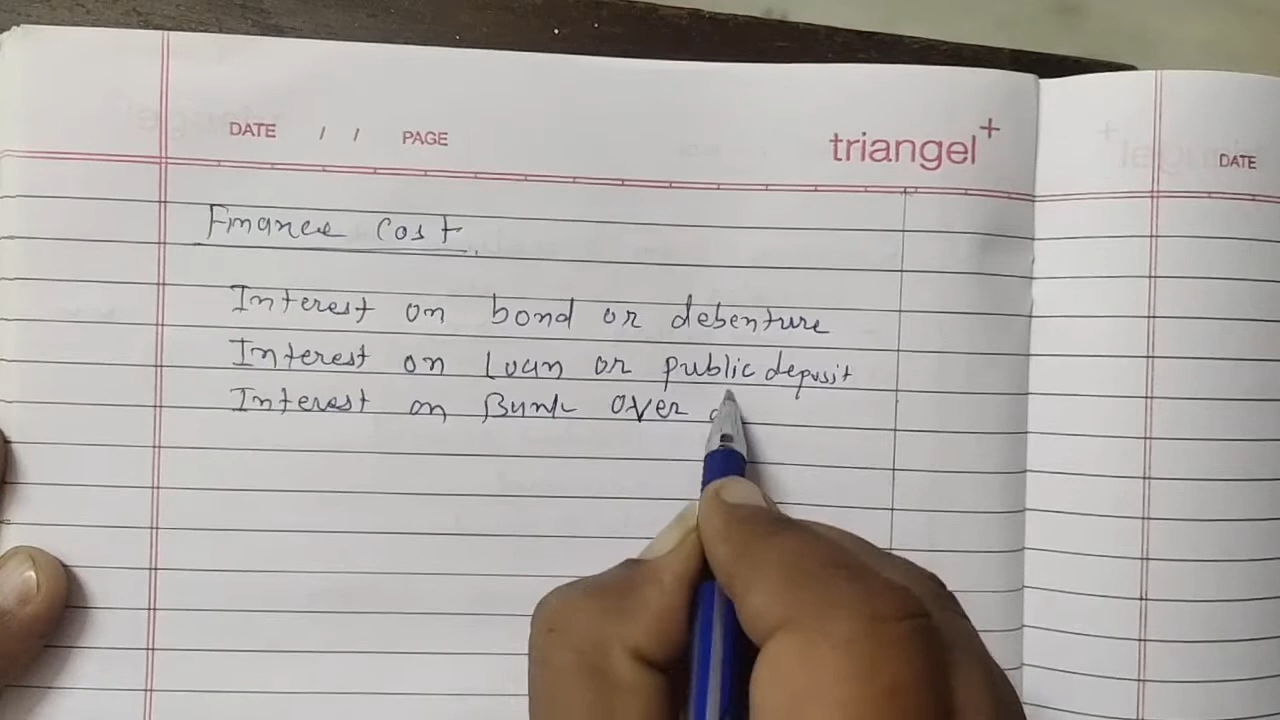 DATE / / PAGE
triangel+
DATE
Finance Cost
Interest on bond or debenture
Interest on Loan or public deposit
Interest on Bank over